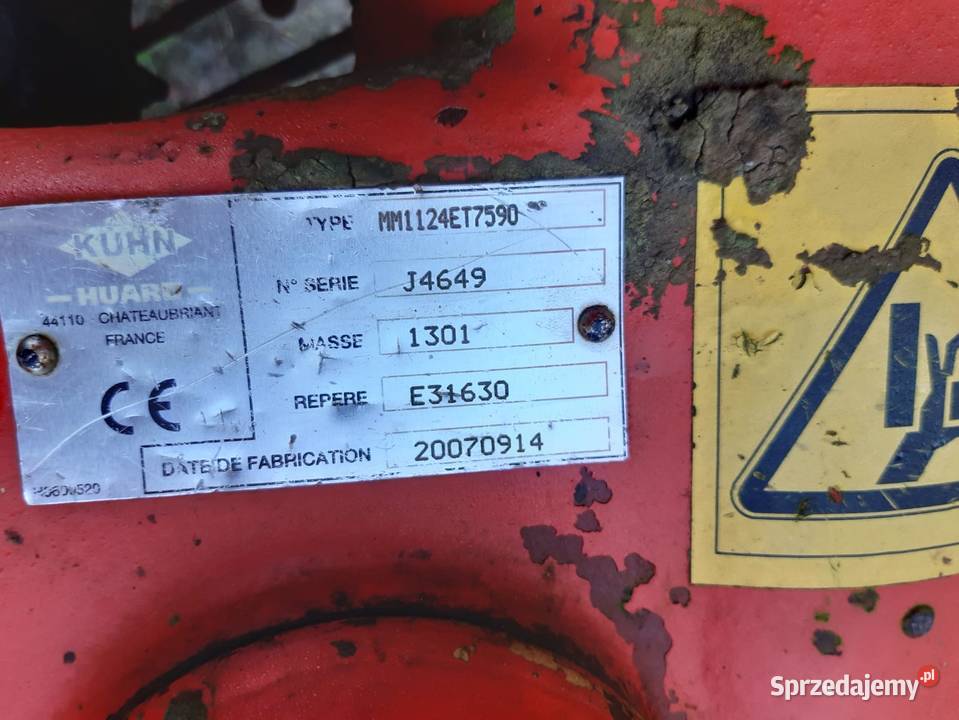 KUHN
HUARD
44110 CHATEAUBRIANT
FRANCE
CE
TYPE MM1124ET7590
N° SERIE J4649
MASSE 1301
REPERE E31630
DATE DE FABRICATION 20070914
Sprzedajemy.pl